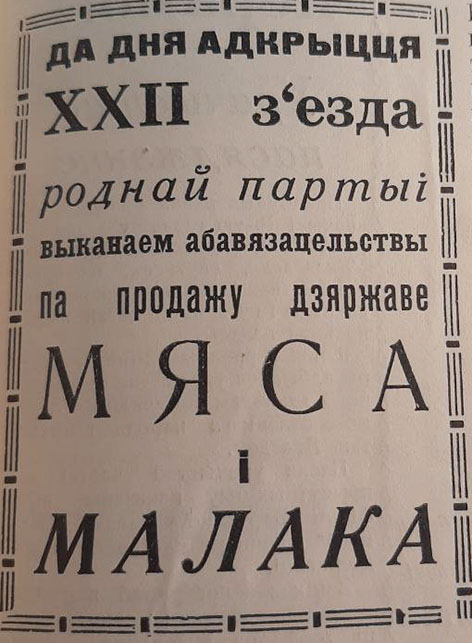 ДА ДНЯ АДКРЫЦЦЯ
XXII з‘езда
роднай партыі
выканаем абавязацельствы
па продажу дзяржаве
МЯСА
і
МАЛАКА